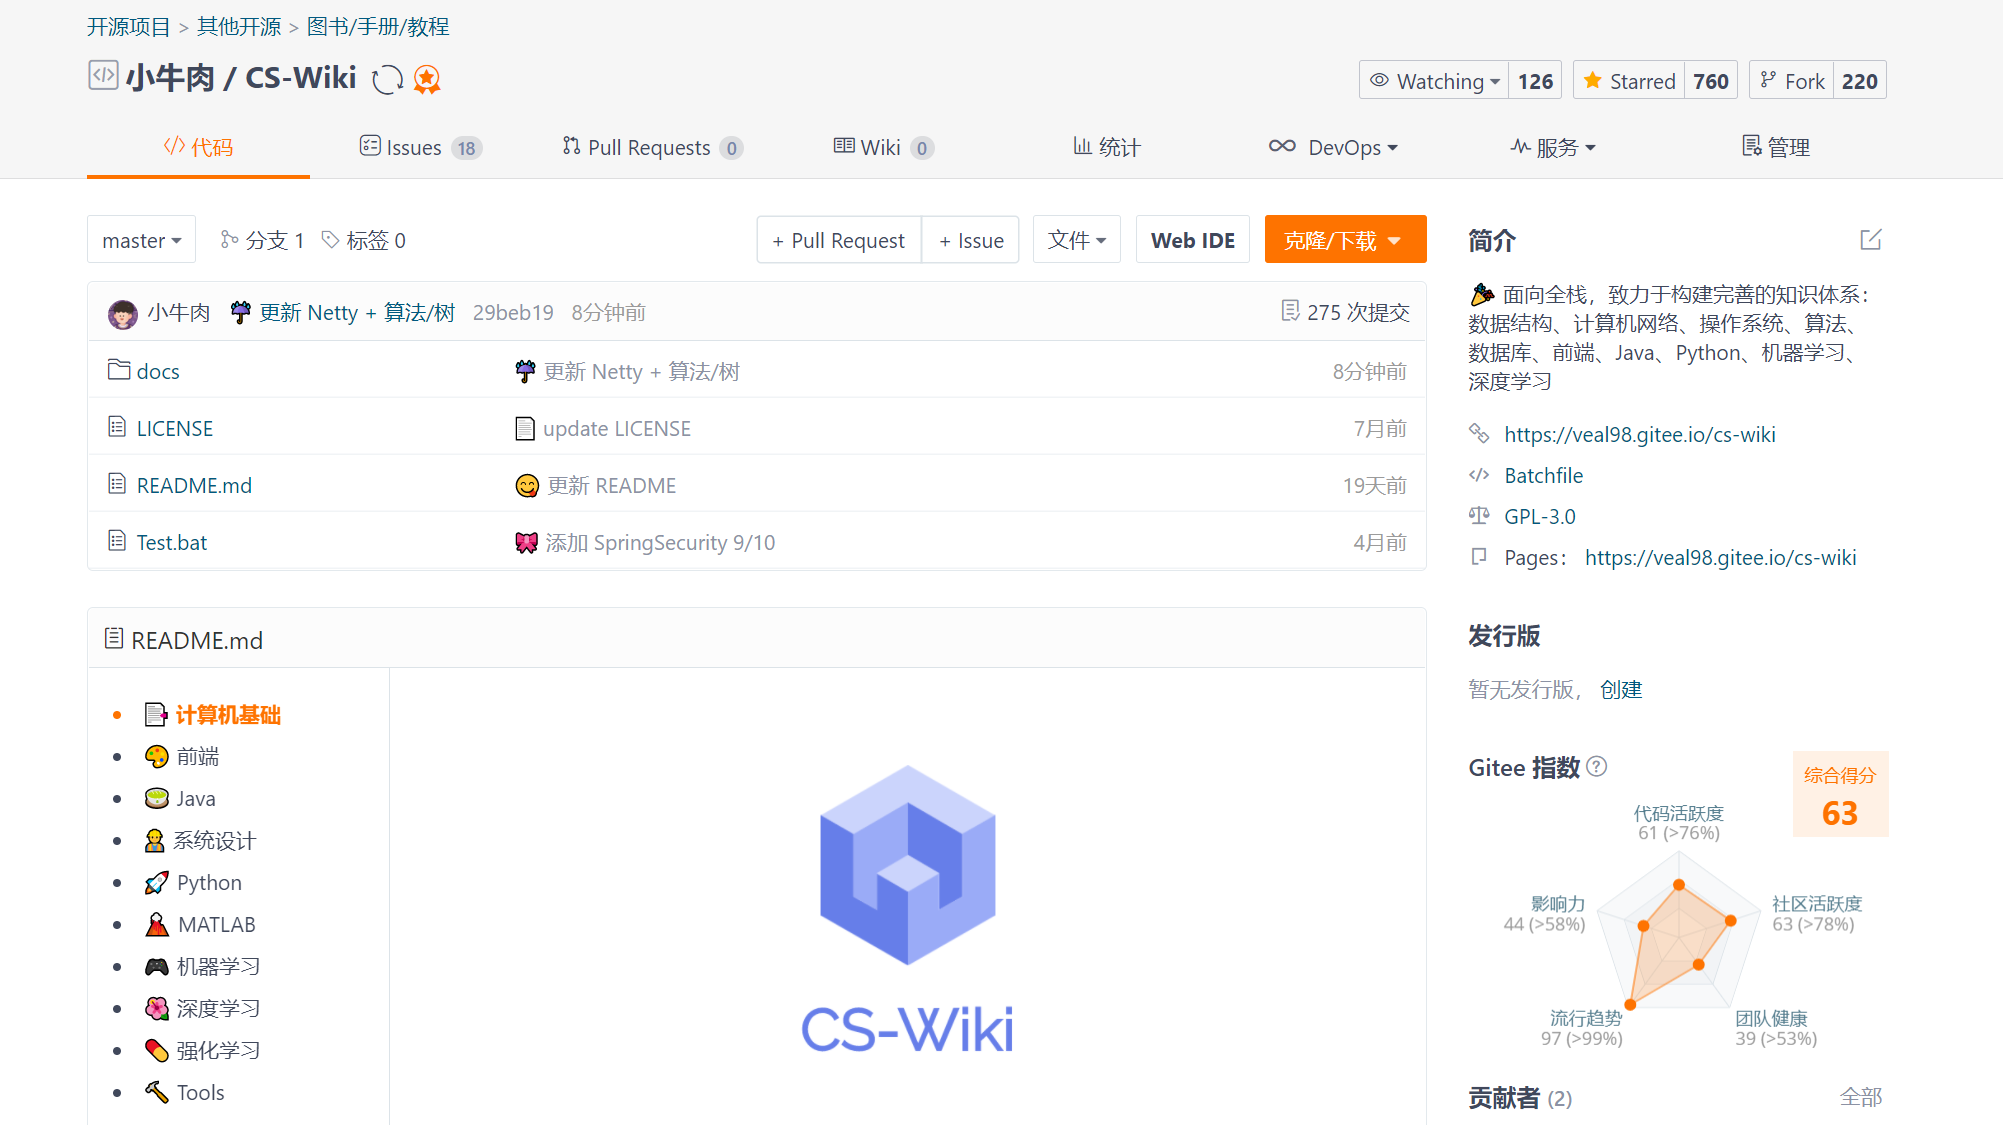 开源项目 > 其他开源 > 图书/手册/教程
小牛肉 / CS-Wiki
Watching 126
Starred 760
Fork 220
代码
Issues 18
Pull Requests 0
Wiki 0
统计
DevOps
服务
管理
master
分支 1
标签 0
+ Pull Request
+ Issue
文件
Web IDE
克隆/下载
小牛肉 更新 Netty + 算法/树 29beb19 8分钟前
275 次提交
docs 更新 Netty + 算法/树 8分钟前
LICENSE update LICENSE 7月前
README.md 更新 README 19天前
Test.bat 添加 SpringSecurity 9/10 4月前
README.md
计算机基础
前端
Java
系统设计
Python
MATLAB
机器学习
深度学习
强化学习
Tools
CS-Wiki
简介
面向全栈，致力于构建完善的知识体系：
数据结构、计算机网络、操作系统、算法、
数据库、前端、Java、Python、机器学习、
深度学习
https://veal98.gitee.io/cs-wiki
Batchfile
GPL-3.0
Pages： https://veal98.gitee.io/cs-wiki
发行版
暂无发行版， 创建
Gitee 指数
综合得分
63
代码活跃度
61 (>76%)
影响力
44 (>58%)
社区活跃度
63 (>78%)
流行趋势
97 (>99%)
团队健康
39 (>53%)
贡献者 (2)
全部